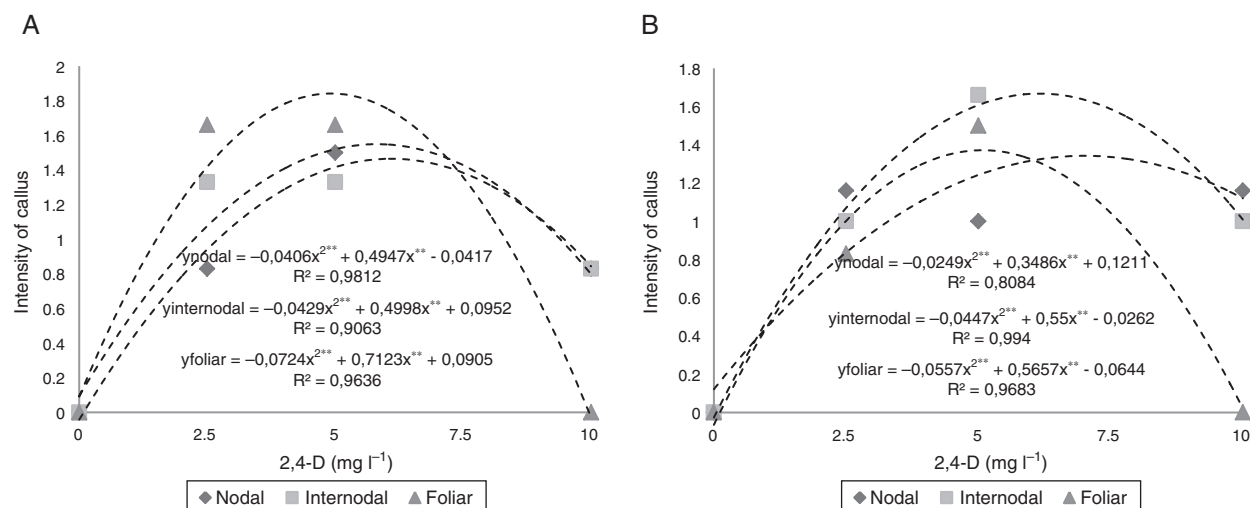 A
Intensity of callus
2
1.8
1.6
1.4
1.2
1
0.8
0.6
0.4
0.2
0
ynodal = –0,0406x²** + 0,4947x** - 0,0417
R² = 0,9812
yinternodal = –0,0429x²** + 0,4998x** + 0,0952
R² = 0,9063
yfoliar = –0,0724x²** + 0,7123x** + 0,0905
R² = 0,9636
0 2.5 5 7.5 10
2,4-D (mg l⁻¹)
Nodal Internodal Foliar
B
Intensity of callus
1.8
1.6
1.4
1.2
1
0.8
0.6
0.4
0.2
0
ynodal = –0,0249x²** + 0,3486x** + 0,1211
R² = 0,8084
yinternodal = –0,0447x²** + 0,55x** - 0,0262
R² = 0,994
yfoliar = –0,0557x²** + 0,5657x** - 0,0644
R² = 0,9683
0 2.5 5 7.5 10
2,4-D (mg l⁻¹)
Nodal Internodal Foliar